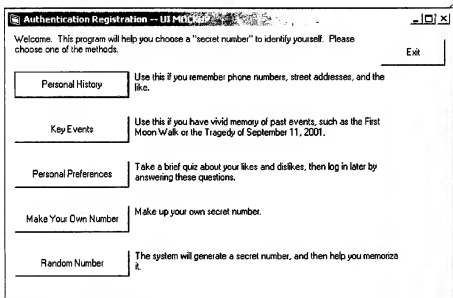 Authentication Registration -- UI MOCKUP
Welcome. This program will help you choose a "secret number" to identify yourself. Please
choose one of the methods.
Exit
Personal History
Use this if you remember phone numbers, street addresses, and the
like.
Key Events
Use this if you have vivid memory of past events, such as the First
Moon Walk or the Tragedy of September 11, 2001.
Personal Preferences
Take a brief quiz about your likes and dislikes, then log in later by
answering these questions.
Make Your Own Number
Make up your own secret number.
Random Number
The system will generate a secret number, and then help you memoriza
it.